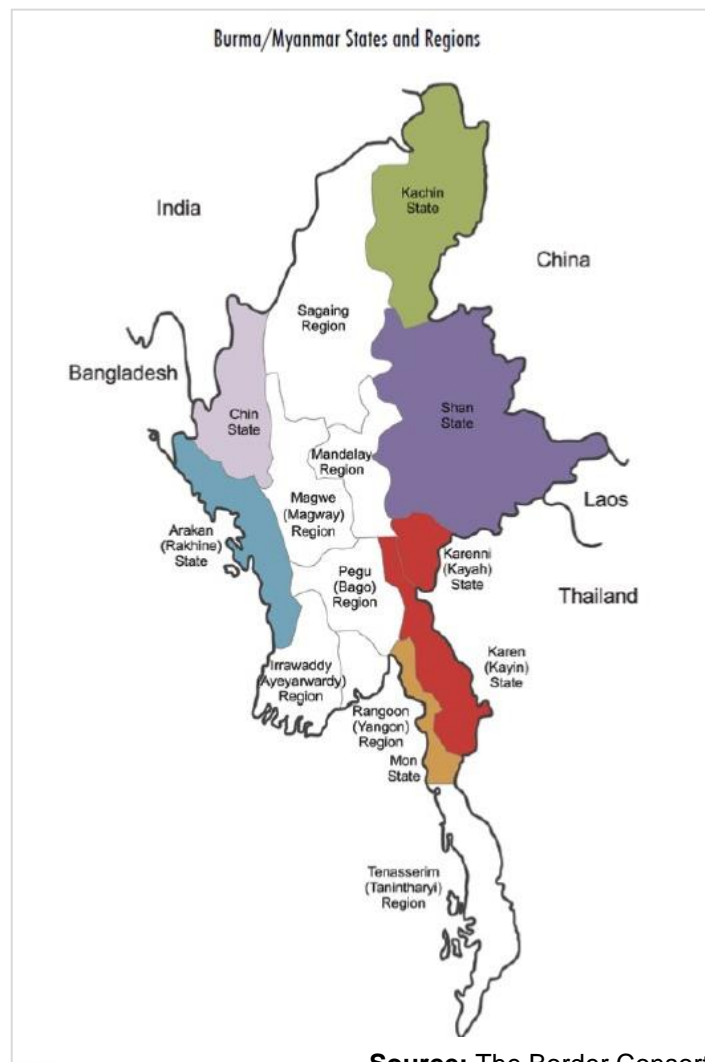 Burma/Myanmar States and Regions
Kachin
State
India
China
Sagaing
Region
Bangladesh
Chin
State
Shan
State
Mandalay
Region
Magwe
(Magway)
Region
Laos
Arakan
(Rakhine)
State
Karenni
(Kayah)
State
Pegu
(Bago)
Region
Thailand
Karen
(Kayin)
State
Irrawaddy
Ayeyarwardy)
Region
Rangoon
(Yangon)
Region
Mon
State
Tenasserim
(Tanintharyi)
Region
Source: The Border